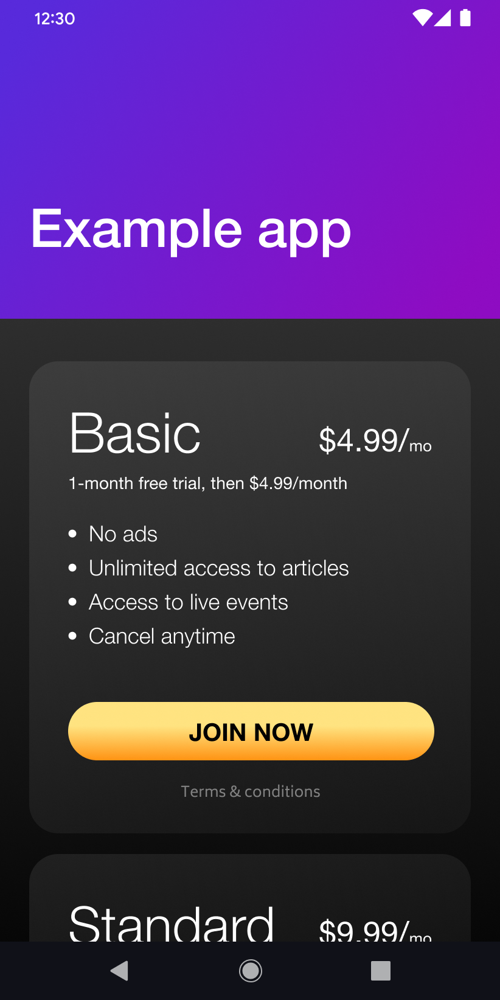 12:30
Example app
Basic $4.99/mo
1-month free trial, then $4.99/month
• No ads
• Unlimited access to articles
• Access to live events
• Cancel anytime
JOIN NOW
Terms & conditions
Standard $9.99/mo